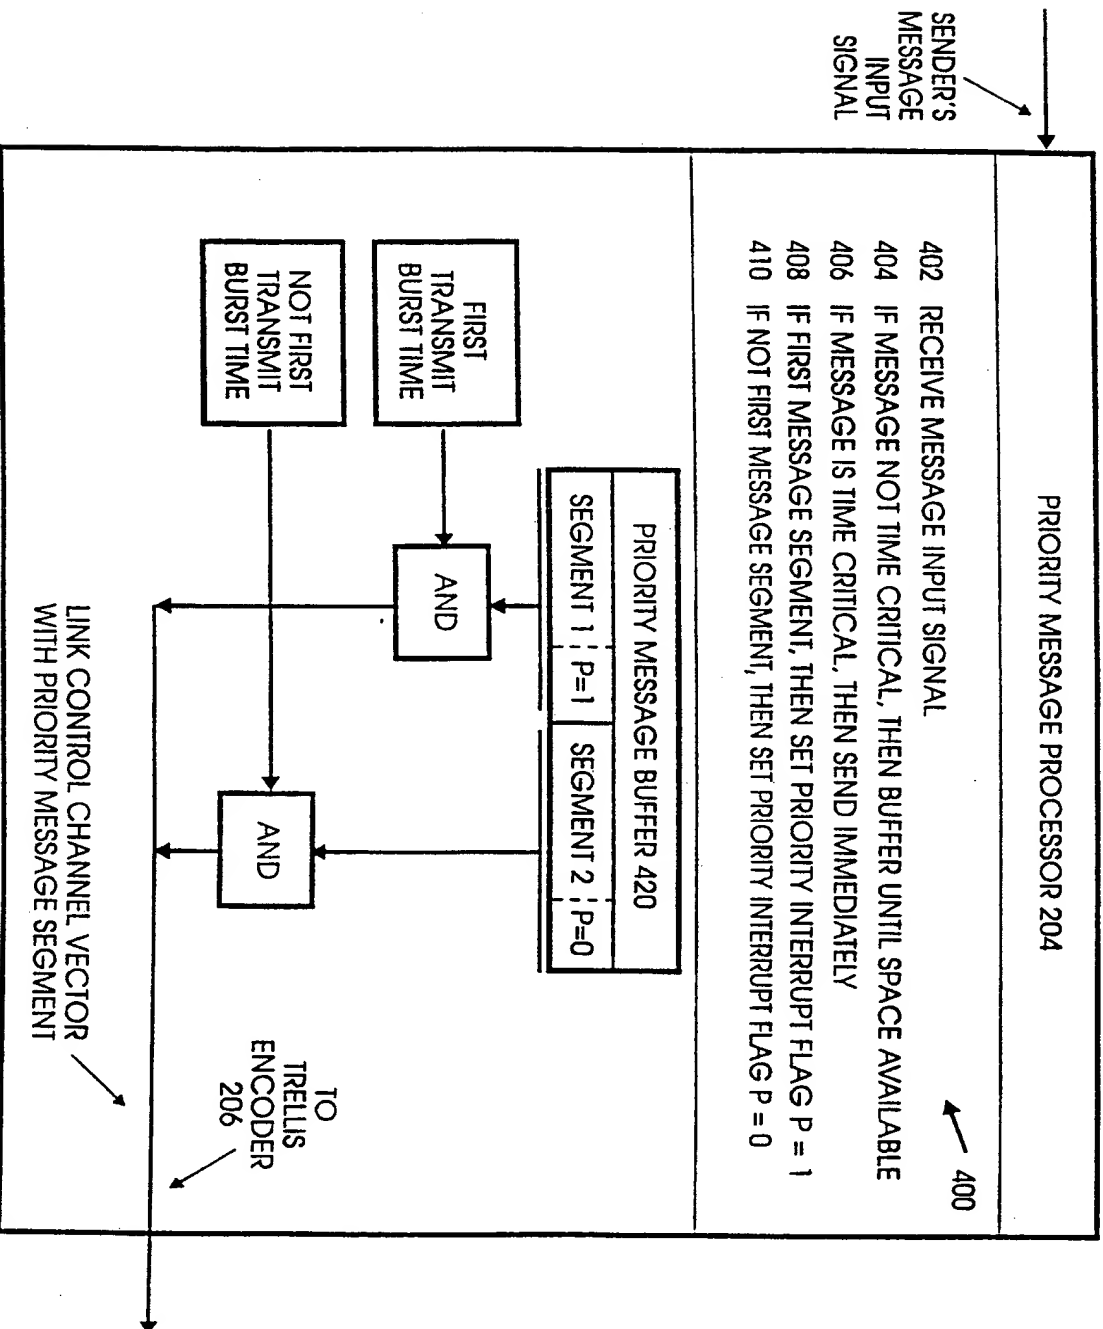 SENDER'S
MESSAGE
INPUT
SIGNAL
PRIORITY MESSAGE PROCESSOR 204
400
402 RECEIVE MESSAGE INPUT SIGNAL
404 IF MESSAGE NOT TIME CRITICAL, THEN BUFFER UNTIL SPACE AVAILABLE
406 IF MESSAGE IS TIME CRITICAL, THEN SEND IMMEDIATELY
408 IF FIRST MESSAGE SEGMENT, THEN SET PRIORITY INTERRUPT FLAG P = 1
410 IF NOT FIRST MESSAGE SEGMENT, THEN SET PRIORITY INTERRUPT FLAG P = 0
PRIORITY MESSAGE BUFFER 420
SEGMENT 1 P=1 SEGMENT 2 P=0
FIRST
TRANSMIT
BURST TIME
AND
NOT FIRST
TRANSMIT
BURST TIME
AND
TO
TRELLIS
ENCODER
206
LINK CONTROL CHANNEL VECTOR
WITH PRIORITY MESSAGE SEGMENT